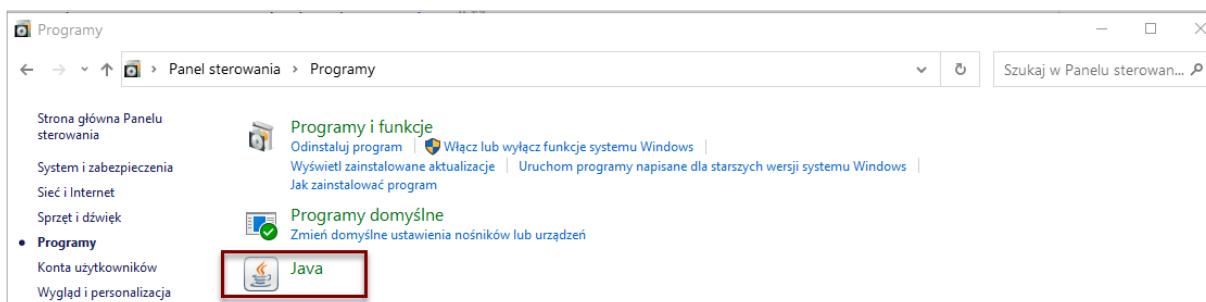 Programy
Panel sterowania > Programy
Szukaj w Panelu sterowan...
Strona główna Panelu
sterowania
System i zabezpieczenia
Sieć i Internet
Sprzęt i dźwięk
Programy
Konta użytkowników
Wygląd i personalizacja
Programy i funkcje
Odinstaluj program
Włącz lub wyłącz funkcje systemu Windows
Wyświetl zainstalowane aktualizacje
Uruchom programy napisane dla starszych wersji systemu Windows
Jak zainstalować program
Programy domyślne
Zmień domyślne ustawienia nośników lub urządzeń
Java